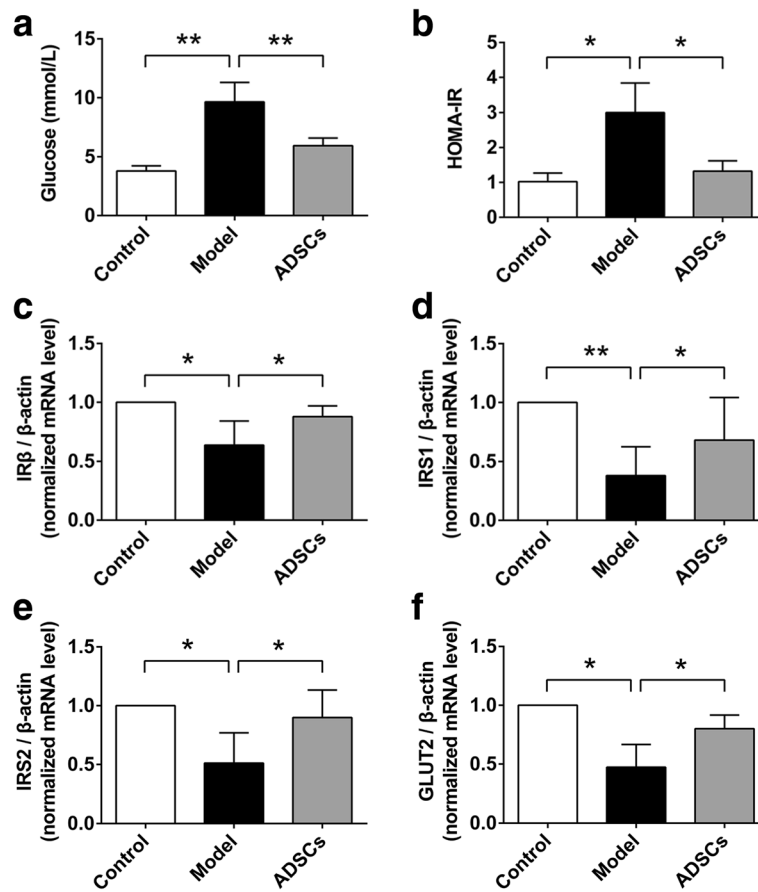 a
Glucose (mmol/L)
15
10
5
0
** **
Control Model ADSCs
b
HOMA-IR
5
4
3
2
1
0
* *
Control Model ADSCs
c
IRβ / β-actin
(normalized mRNA level)
1.5
1.0
0.5
0.0
* *
Control Model ADSCs
d
IRS1 / β-actin
(normalized mRNA level)
1.5
1.0
0.5
0.0
** *
Control Model ADSCs
e
IRS2 / β-actin
(normalized mRNA level)
1.5
1.0
0.5
0.0
* *
Control Model ADSCs
f
GLUT2 / β-actin
(normalized mRNA level)
1.5
1.0
0.5
0.0
* *
Control Model ADSCs